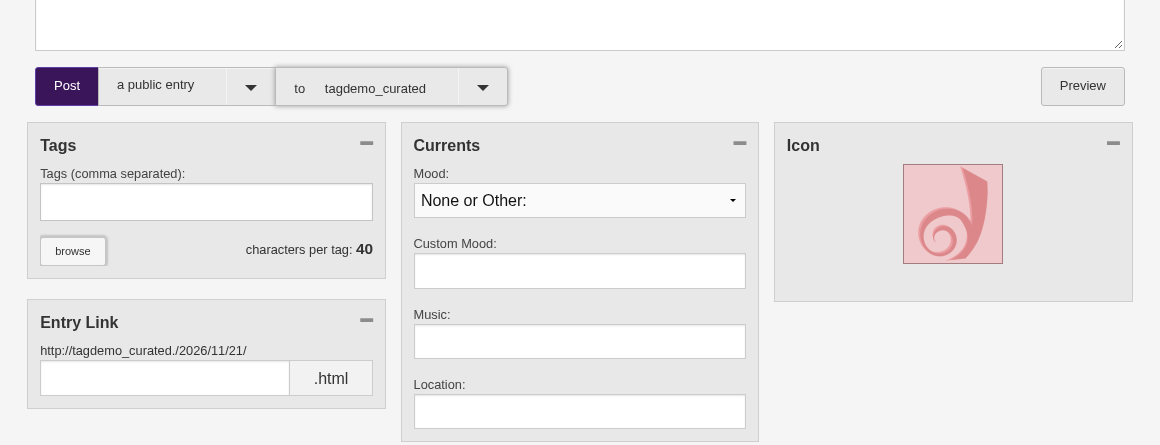 Post a public entry to tagdemo_curated Preview
Tags
Tags (comma separated):
browse characters per tag: 40
Entry Link
http://tagdemo_curated./2026/11/21/
.html
Currents
Mood:
None or Other:
Custom Mood:
Music:
Location:
Icon